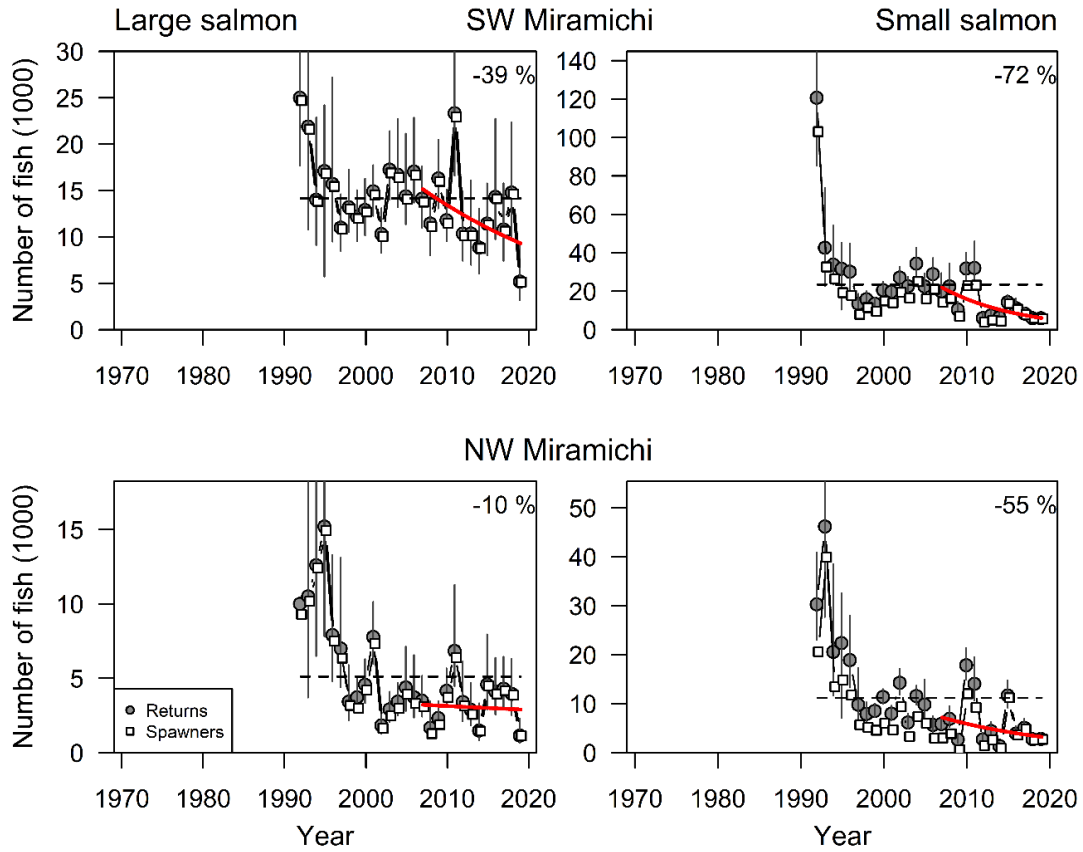 Large salmon SW Miramichi Small salmon
Number of fish (1000)
30
25
20
15
10
5
0
-39 %
1970 1980 1990 2000 2010 2020
140
120
100
80
60
40
20
0
-72 %
1970 1980 1990 2000 2010 2020
NW Miramichi
Number of fish (1000)
15
10
5
0
-10 %
Returns
Spawners
1970 1980 1990 2000 2010 2020
Year
50
40
30
20
10
0
-55 %
1970 1980 1990 2000 2010 2020
Year